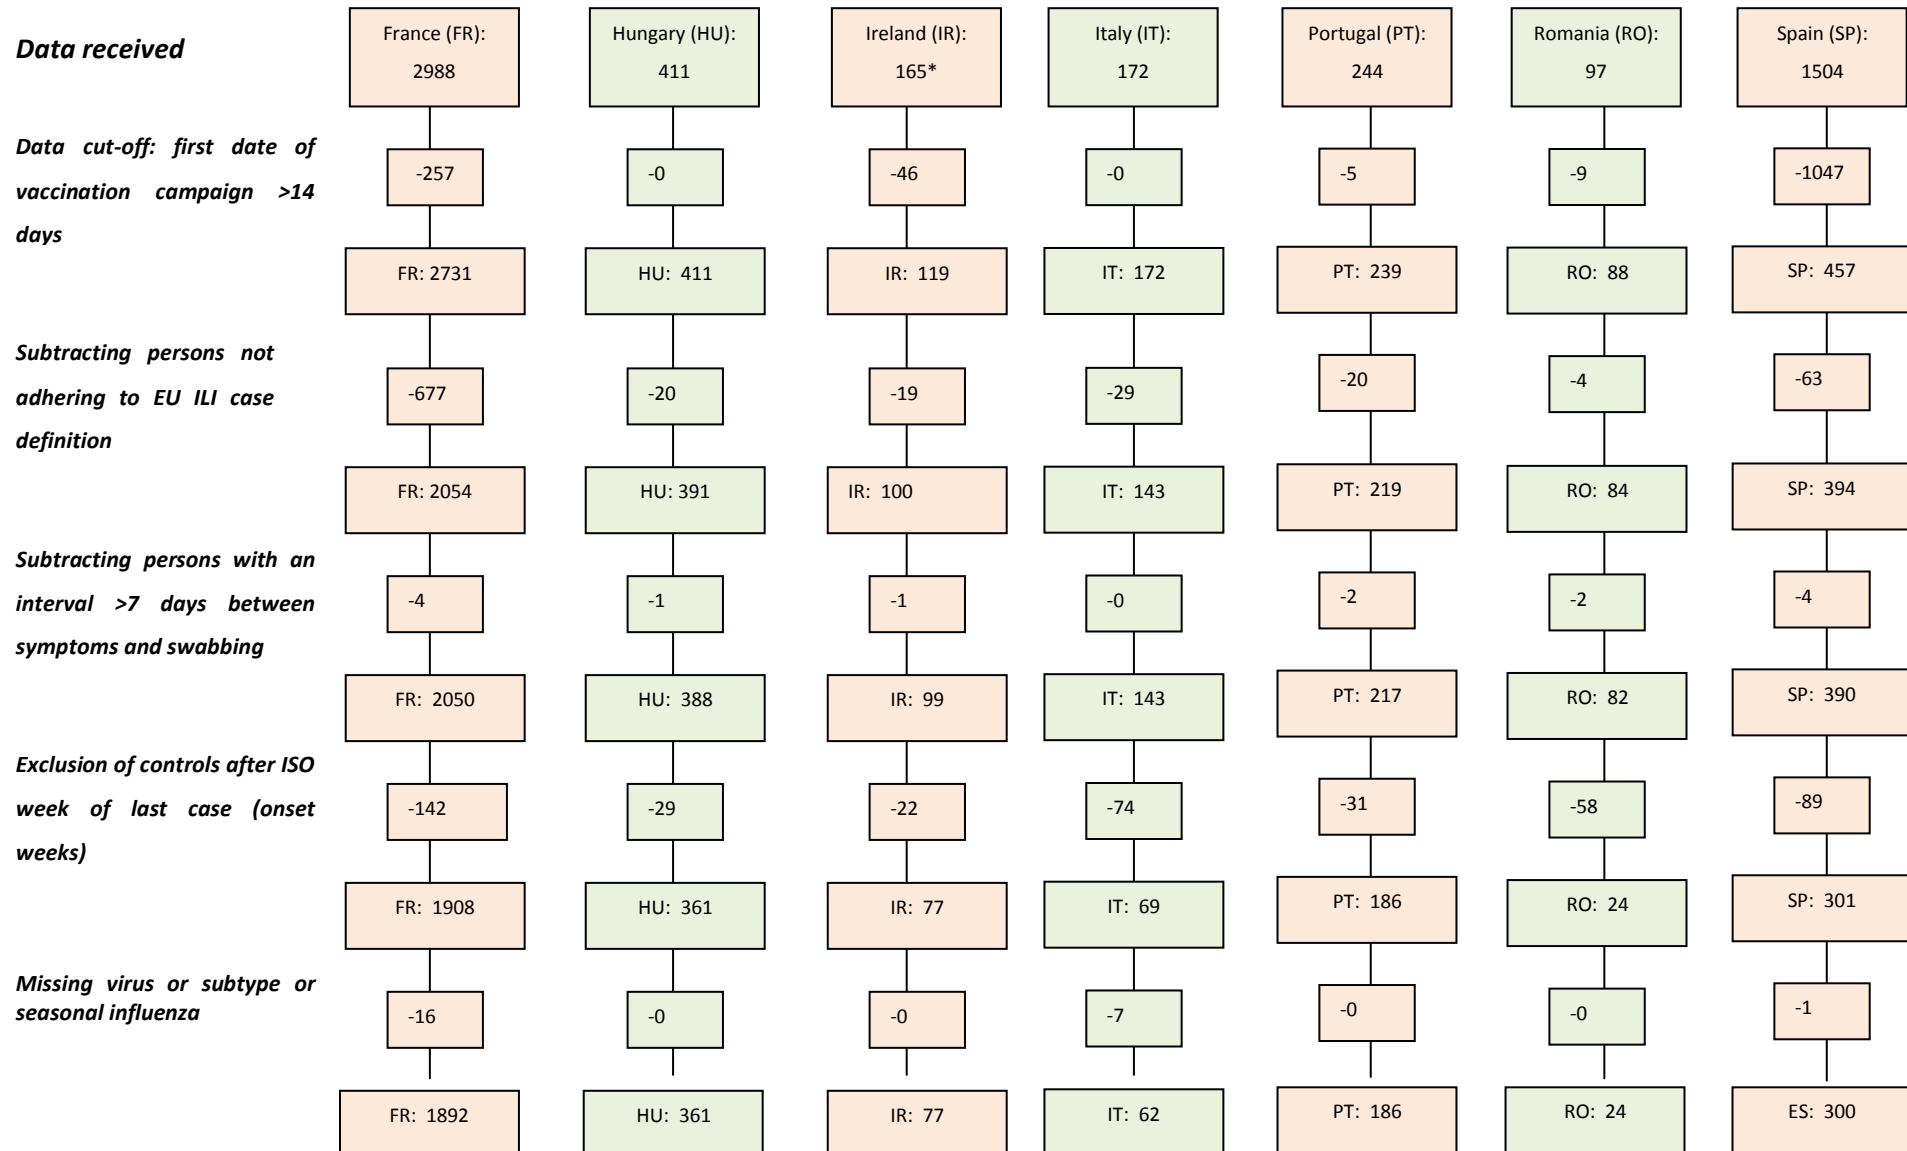 Data received
France (FR):
2988
Hungary (HU):
411
Ireland (IR):
165*
Italy (IT):
172
Portugal (PT):
244
Romania (RO):
97
Spain (SP):
1504
Data cut-off: first date of
vaccination campaign >14
days
-257
-0
-46
-0
-5
-9
-1047
FR: 2731
HU: 411
IR: 119
IT: 172
PT: 239
RO: 88
SP: 457
Subtracting persons not
adhering to EU ILI case
definition
-677
-20
-19
-29
-20
-4
-63
FR: 2054
HU: 391
IR: 100
IT: 143
PT: 219
RO: 84
SP: 394
Subtracting persons with an
interval >7 days between
symptoms and swabbing
-4
-1
-1
-0
-2
-2
-4
FR: 2050
HU: 388
IR: 99
IT: 143
PT: 217
RO: 82
SP: 390
Exclusion of controls after ISO
week of last case (onset
weeks)
-142
-29
-22
-74
-31
-58
-89
FR: 1908
HU: 361
IR: 77
IT: 69
PT: 186
RO: 24
SP: 301
Missing virus or subtype or
seasonal influenza
-16
-0
-0
-7
-0
-0
-1
FR: 1892
HU: 361
IR: 77
IT: 62
PT: 186
RO: 24
ES: 300